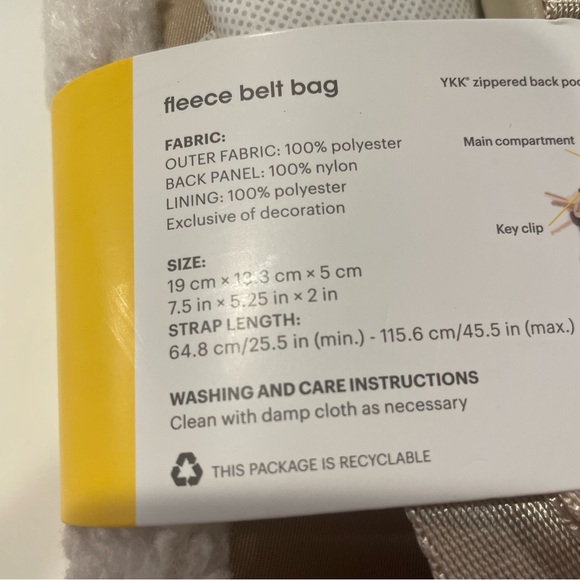 fleece belt bag
FABRIC:
OUTER FABRIC: 100% polyester
BACK PANEL: 100% nylon
LINING: 100% polyester
Exclusive of decoration
SIZE:
19 cm × 13.3 cm × 5 cm
7.5 in × 5.25 in × 2 in
STRAP LENGTH:
64.8 cm/25.5 in (min.) - 115.6 cm/45.5 in (max.)
WASHING AND CARE INSTRUCTIONS
Clean with damp cloth as necessary
THIS PACKAGE IS RECYCLABLE
YKK® zippered back
Main compartment
Key clip